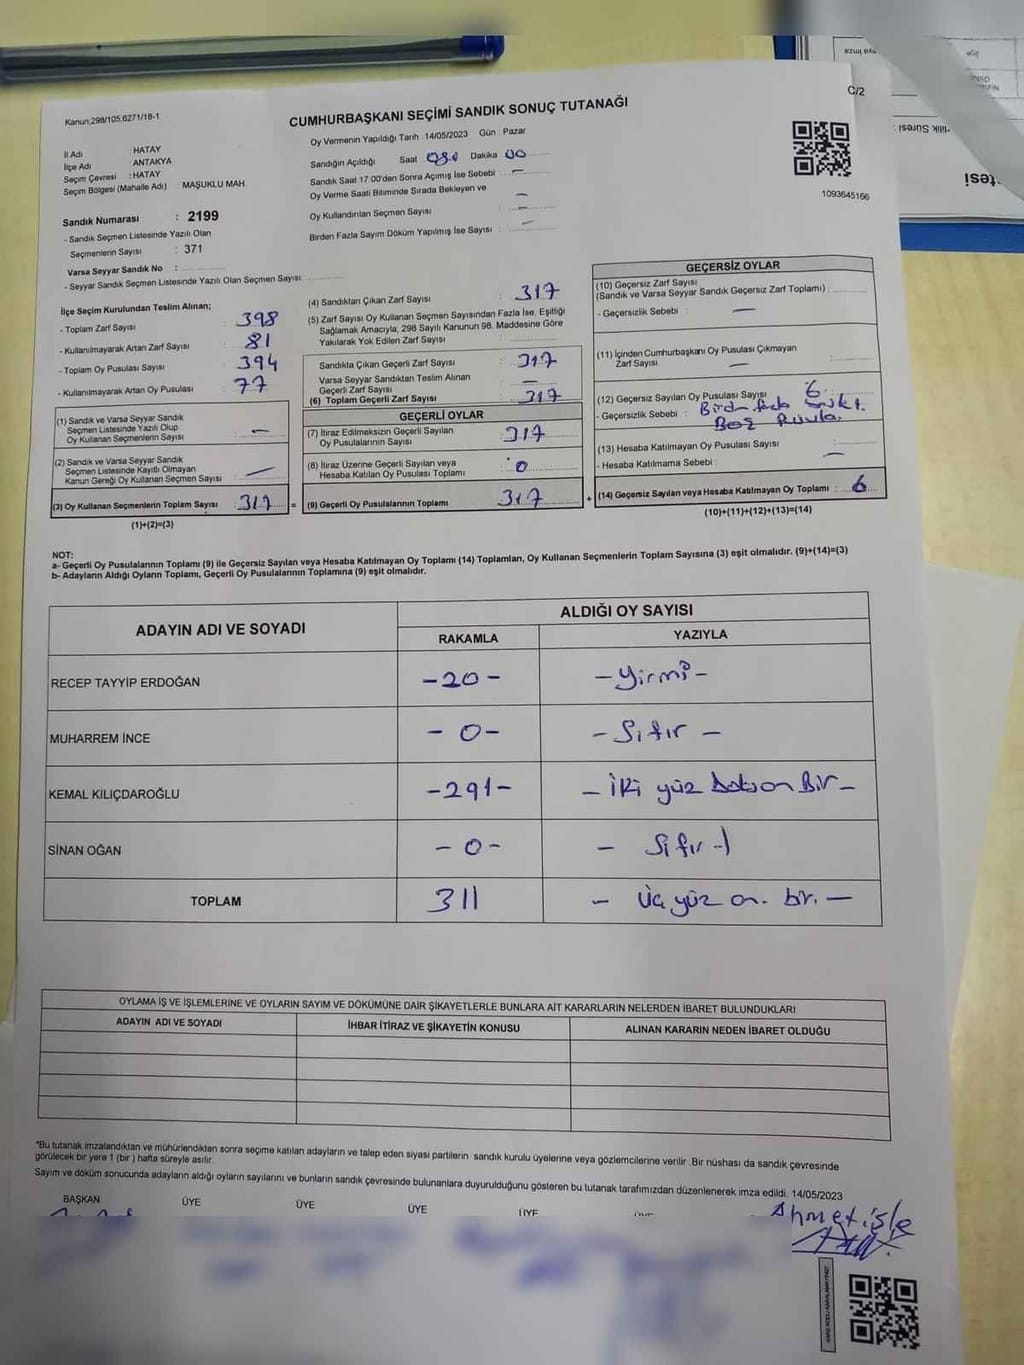 C/2
Kanun:298/105,6271/18-1
CUMHURBAŞKANI SEÇİMİ SANDIK SONUÇ TUTANAĞI
Oy Vermenin Yapıldığı Tarih : 14/05/2023 Gün : Pazar
İl Adı : HATAY
İlçe Adı : ANTAKYA
Seçim Çevresi : HATAY
Seçim Bölgesi (Mahalle Adı) MAŞUKLU MAH
Sandığın Açıldığı Saat Dakika 00
Sandık Saat 17:00'den Sonra Açılmış İse Sebebi : -
Oy Verme Saati Bitiminde Sırada Bekleyen ve
Oy Kullandırılan Seçmen Sayısı : -
Birden Fazla Sayım Döküm Yapılmış İse Sayısı : -
1093645166
Sandık Numarası : 2199
- Sandık Seçmen Listesinde Yazılı Olan
Seçmenlerin Sayısı : 371
Varsa Seyyar Sandık No :
- Seyyar Sandık Seçmen Listesinde Yazılı Olan Seçmen Sayısı:
İlçe Seçim Kurulundan Teslim Alınan;
- Toplam Zarf Sayısı : 398
- Kullanılmayarak Artan Zarf Sayısı : 81
- Toplam Oy Pusulası Sayısı : 394
- Kullanılmayarak Artan Oy Pusulası : 77
(1) Sandık ve Varsa Seyyar Sandık
Seçmen Listesinde Yazılı Olup
Oy Kullanan Seçmenlerin Sayısı : -
(2) Sandık ve Varsa Seyyar Sandık
Seçmen Listesinde Kayıtlı Olmayan
Kanun Gereği Oy Kullanan Seçmen Sayısı : -
(3) Oy Kullanan Seçmenlerin Toplam Sayısı : 317 =
(1)+(2)=(3)
(4) Sandıktan Çıkan Zarf Sayısı : 317
(5) Zarf Sayısı Oy Kullanan Seçmen Sayısından Fazla İse, Eşitliği
Sağlamak Amacıyla, 298 Sayılı Kanunun 98. Maddesine Göre
Yakılarak Yok Edilen Zarf Sayısı :
Sandıkta Çıkan Geçerli Zarf Sayısı : 317
Varsa Seyyar Sandıktan Teslim Alınan
Geçerli Zarf Sayısı : -
(6) Toplam Geçerli Zarf Sayısı : 317
GEÇERLİ OYLAR
(7) İtiraz Edilmeksizin Geçerli Sayılan
Oy Pusulalarının Sayısı : 317
(8) İtiraz Üzerine Geçerli Sayılan veya
Hesaba Katılan Oy Pusulası Toplamı : 0
(9) Geçerli Oy Pusulalarının Toplamı : 317 +
GEÇERSİZ OYLAR
(10) Geçersiz Zarf Sayısı
(Sandık ve Varsa Seyyar Sandık Geçersiz Zarf Toplamı) :
- Geçersizlik Sebebi : -
(11) İçinden Cumhurbaşkanı Oy Pusulası Çıkmayan
Zarf Sayısı : -
(12) Geçersiz Sayılan Oy Pusulası Sayısı : 6
- Geçersizlik Sebebi : Birden fazla
Boş Pusula.
(13) Hesaba Katılmayan Oy Pusulası Sayısı :
- Hesaba Katılmama Sebebi : -
(14) Geçersiz Sayılan veya Hesaba Katılmayan Oy Toplamı : 6
(10)+(11)+(12)+(13)=(14)
NOT:
a- Geçerli Oy Pusulalarının Toplamı (9) ile Geçersiz Sayılan veya Hesaba Katılmayan Oy Toplamı (14) Toplamları, Oy Kullanan Seçmenlerin Toplam Sayısına (3) eşit olmalıdır. (9)+(14)=(3)
b- Adayların Aldığı Oyların Toplamı, Geçerli Oy Pusulalarının Toplamına (9) eşit olmalıdır.
ADAYIN ADI VE SOYADI ALDIĞI OY SAYISI
RAKAMLA YAZIYLA
RECEP TAYYİP ERDOĞAN -20- -Yirmi-
MUHARREM İNCE -0- -Sıfır-
KEMAL KILIÇDAROĞLU -291- -İki yüz Doksan Bir-
SİNAN OĞAN -0- - Sıfır -
TOPLAM 311 - Üç yüz on. bir. -
OYLAMA İŞ VE İŞLEMLERİNE VE OYLARIN SAYIM VE DÖKÜMÜNE DAİR ŞİKAYETLERLE BUNLARA AİT KARARLARIN NELERDEN İBARET BULUNDUKLARI
ADAYIN ADI VE SOYADI İHBAR İTİRAZ VE ŞİKAYETİN KONUSU ALINAN KARARIN NEDEN İBARET OLDUĞU
*Bu tutanak imzalandıktan ve mühürlendikten sonra seçime katılan adayların ve talep eden siyasi partilerin sandık kurulu üyelerine veya gözlemcilerine verilir. Bir nüshası da sandık çevresinde
görülecek bir yere 1 (bir) hafta süreyle asılır.
Sayım ve döküm sonucunda adayların aldığı oyların sayılarını ve bunların sandık çevresinde bulunanlara duyurulduğunu gösteren bu tutanak tarafımızdan düzenlenerek imza edildi. 14/05/2023
BAŞKAN ÜYE ÜYE ÜYE ÜYE
Ahmet işle